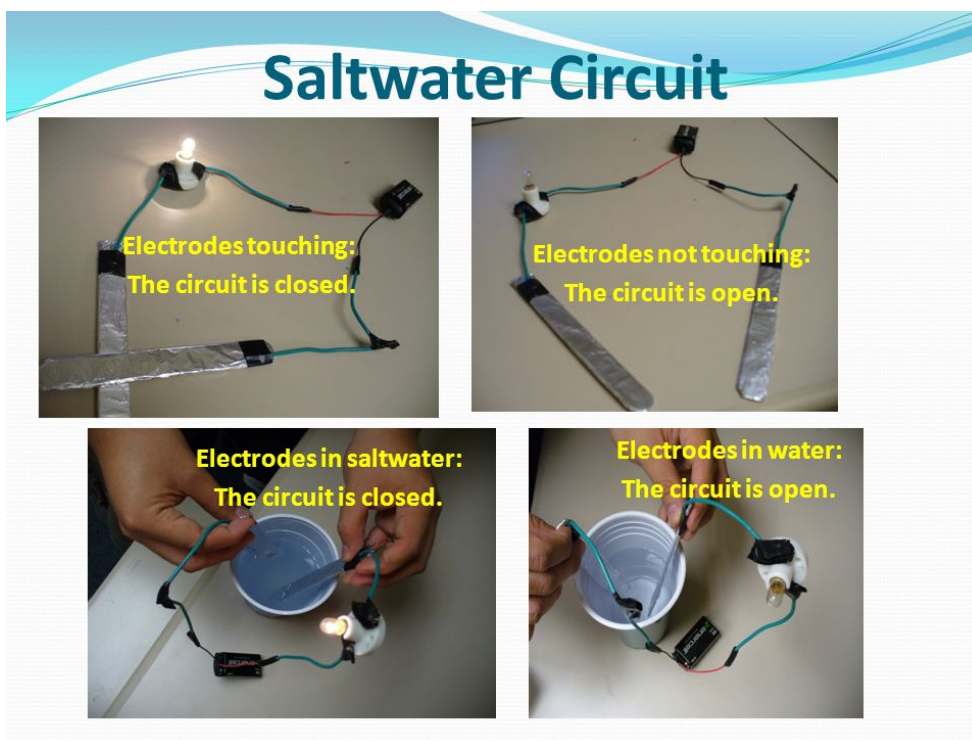 Saltwater Circuit
Electrodes touching:
The circuit is closed.
Electrodes not touching:
The circuit is open.
Electrodes in saltwater:
The circuit is closed.
Electrodes in water:
The circuit is open.